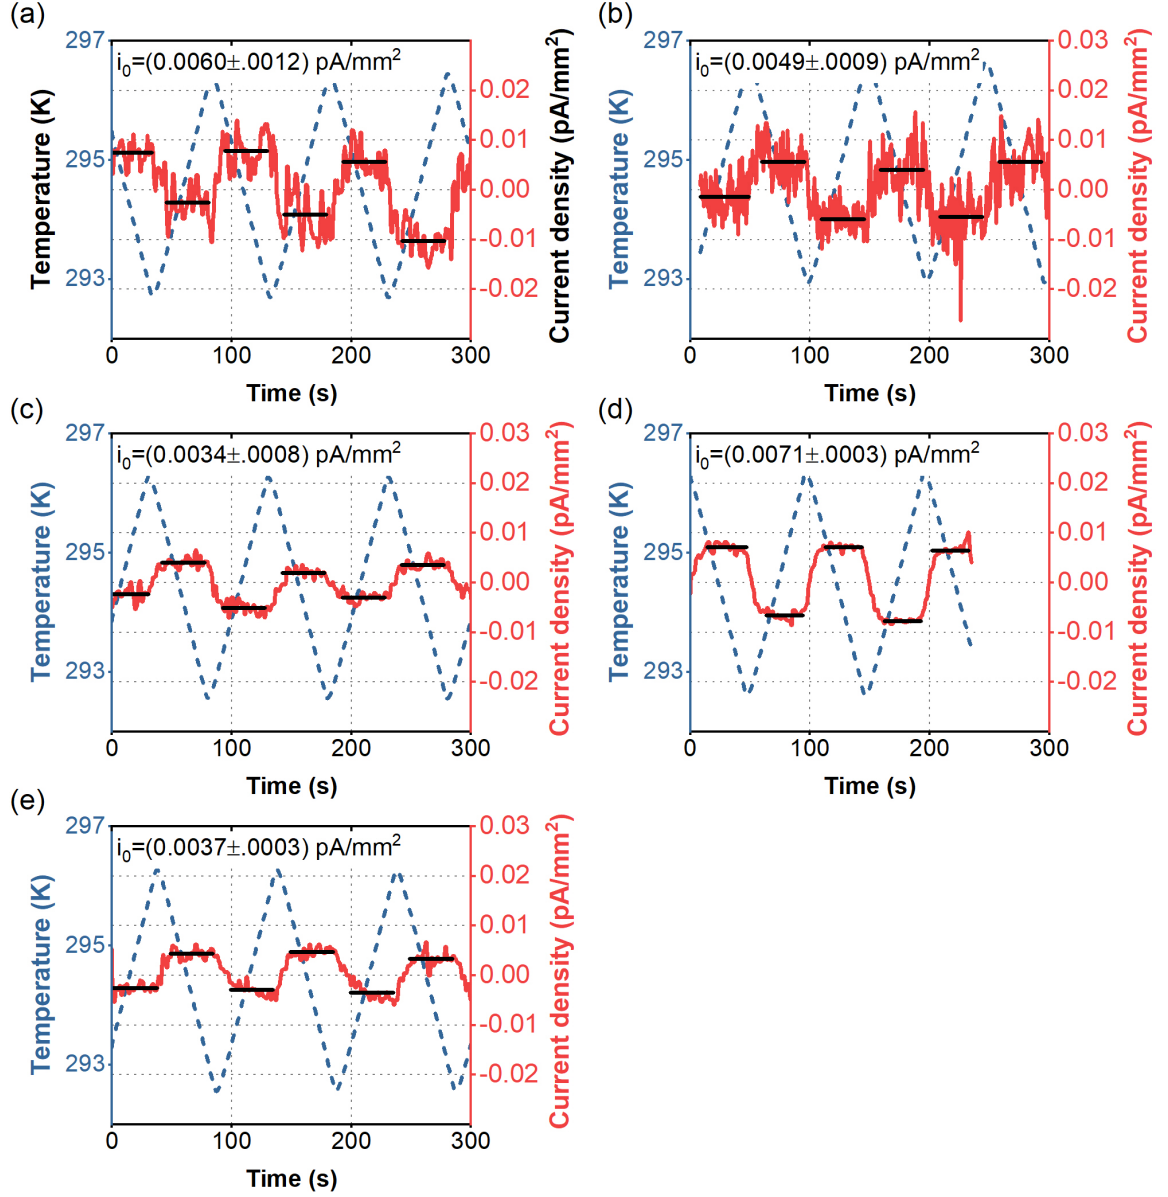 (a)
i0=(0.0060±.0012) pA/mm2
297
295
293
Temperature (K)
0.02
0.01
0.00
-0.01
-0.02
Current density (pA/mm2)
0 100 200 300
Time (s)
(b)
i0=(0.0049±.0009) pA/mm2
297
295
293
Temperature (K)
0.03
0.02
0.01
0.00
-0.01
-0.02
Current density (pA/mm2)
0 100 200 300
Time (s)
(c)
i0=(0.0034±.0008) pA/mm2
297
295
293
Temperature (K)
0.03
0.02
0.01
0.00
-0.01
-0.02
Current density (pA/mm2)
0 100 200 300
Time (s)
(d)
i0=(0.0071±.0003) pA/mm2
297
295
293
Temperature (K)
0.03
0.02
0.01
0.00
-0.01
-0.02
Current density (pA/mm2)
0 100 200 300
Time (s)
(e)
i0=(0.0037±.0003) pA/mm2
297
295
293
Temperature (K)
0.03
0.02
0.01
0.00
-0.01
-0.02
Current density (pA/mm2)
0 100 200 300
Time (s)